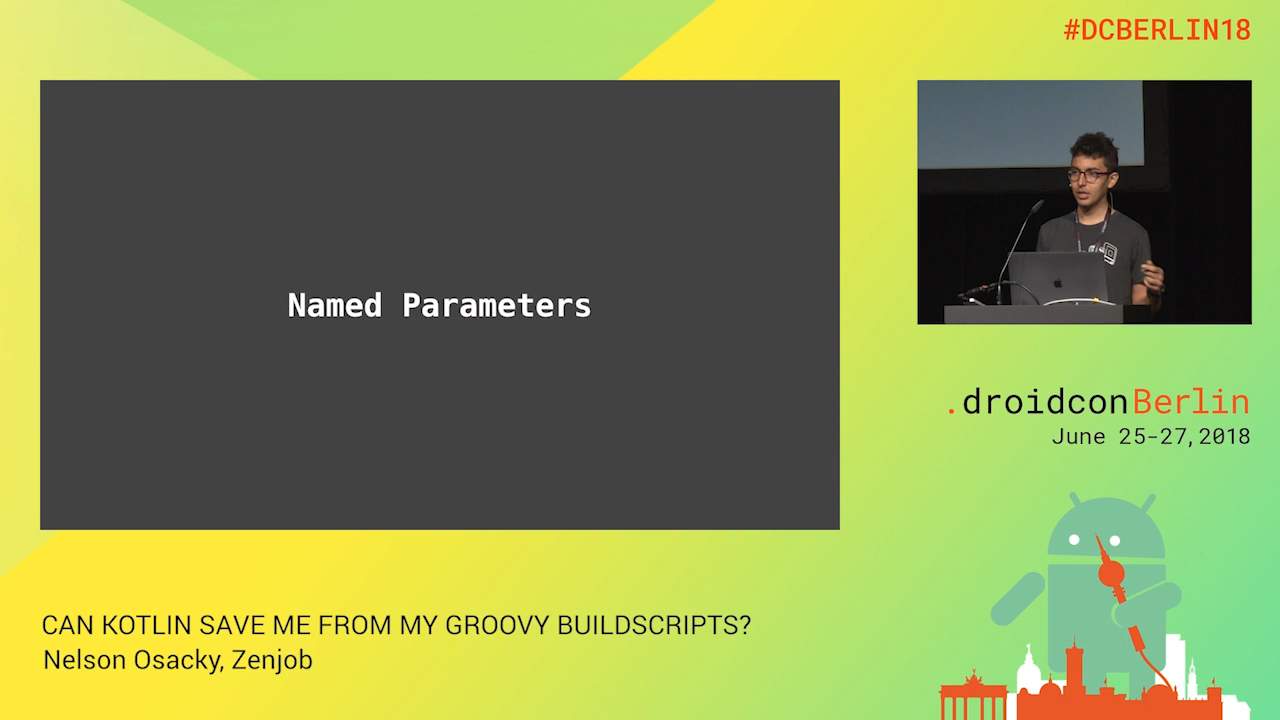 #DCBERLIN18
Named Parameters
.droidconBerlin
June 25-27, 2018
CAN KOTLIN SAVE ME FROM MY GROOVY BUILDSCRIPTS?
Nelson Osacky, Zenjob